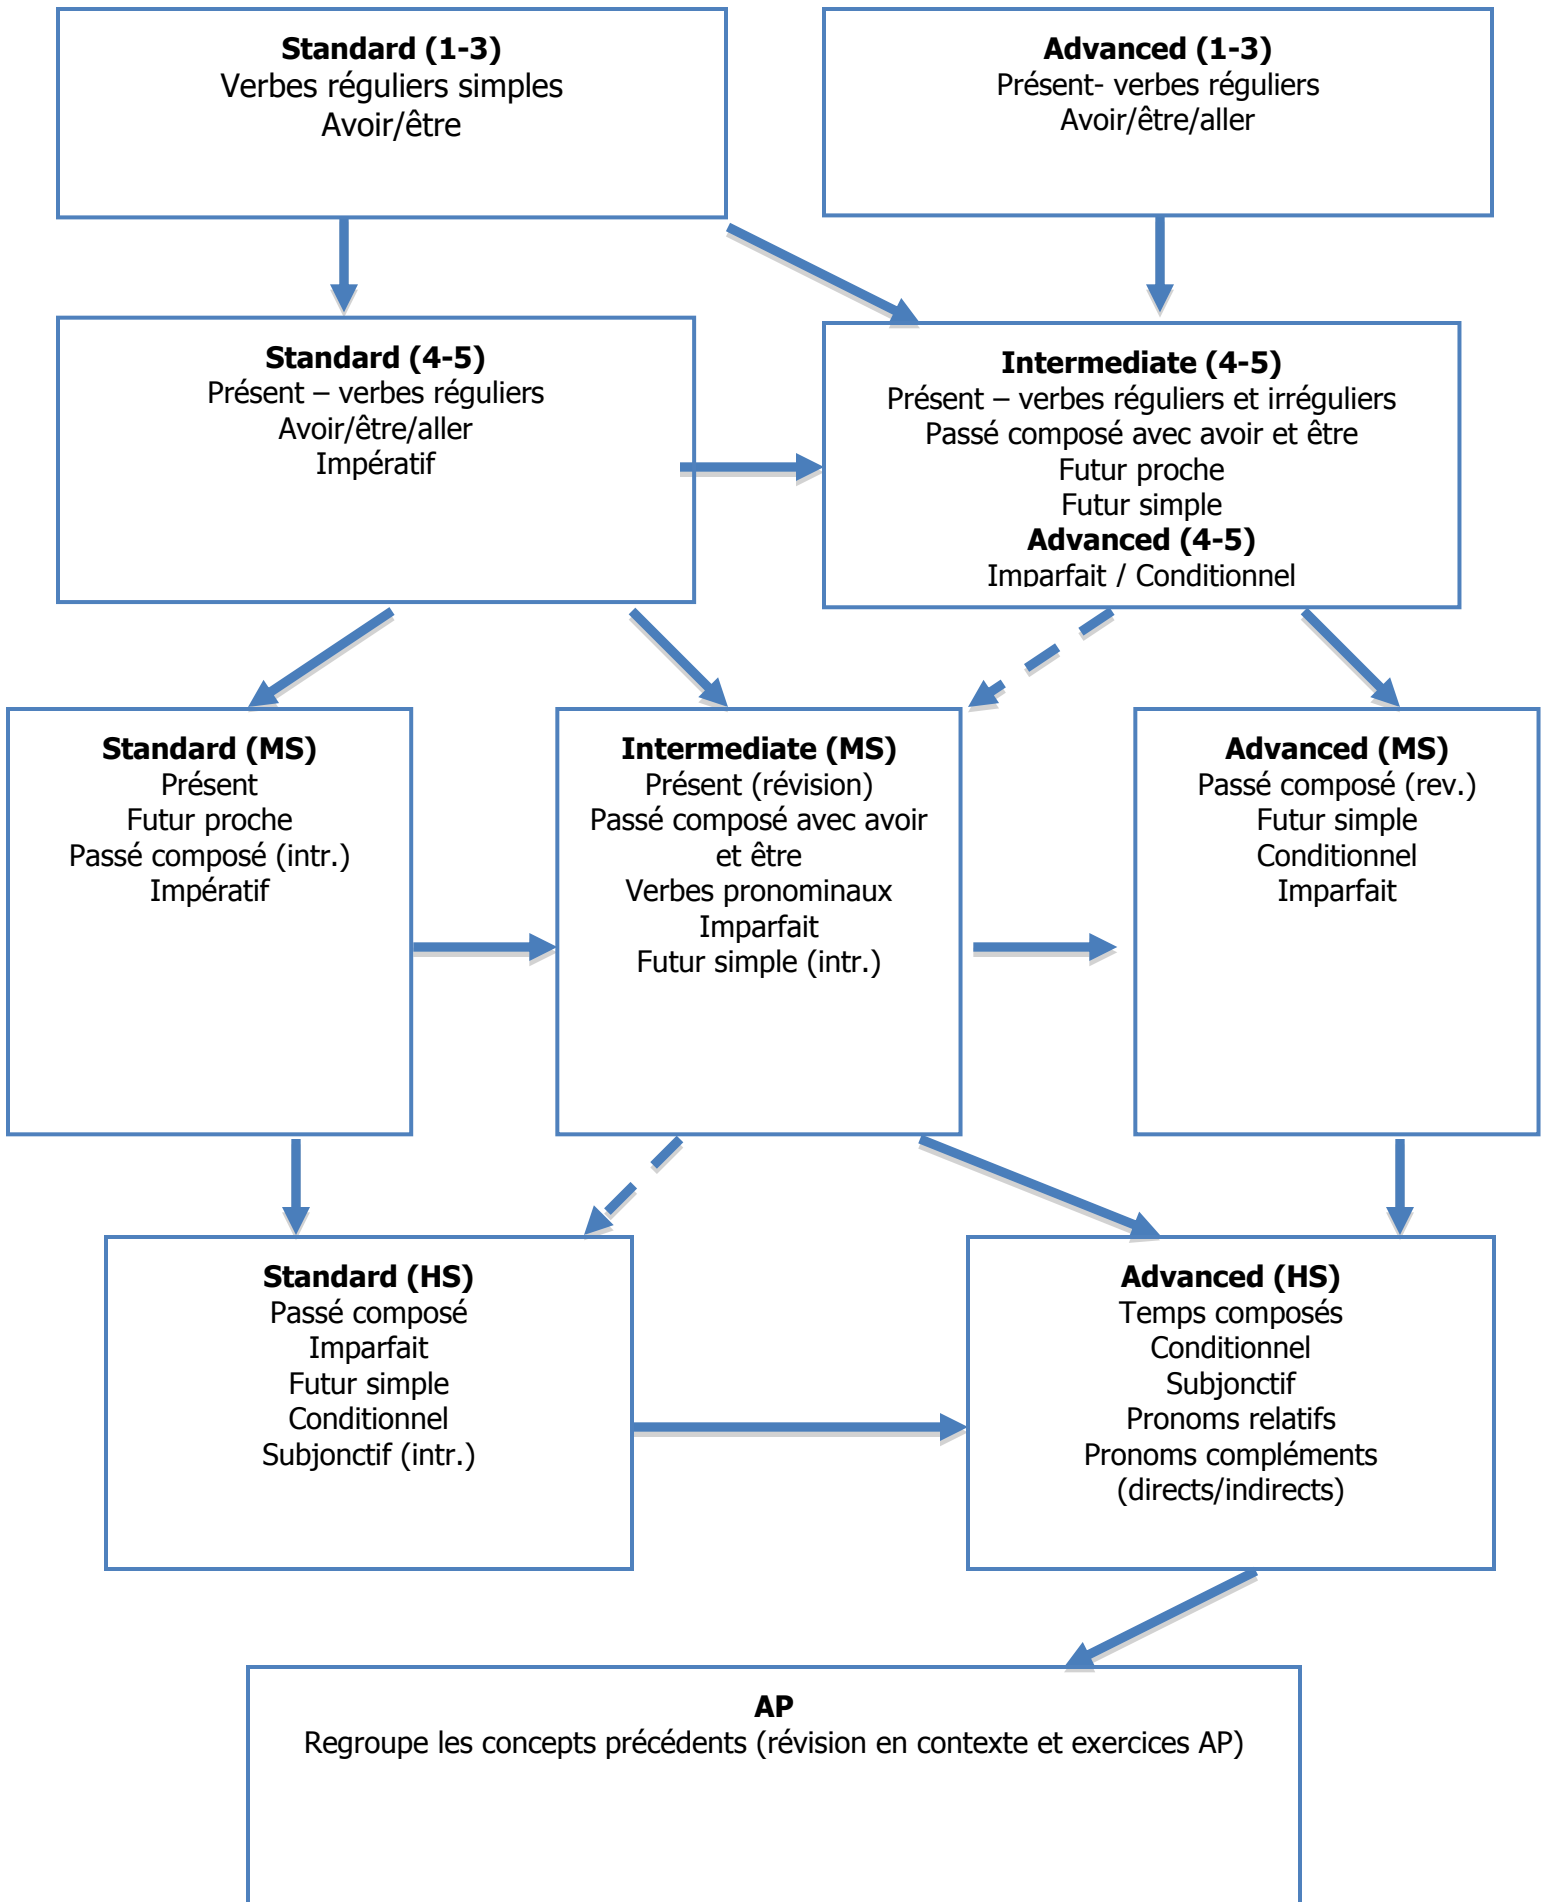 Standard (1-3)
Verbes réguliers simples
Avoir/être
Advanced (1-3)
Présent- verbes réguliers
Avoir/être/aller
Standard (4-5)
Présent – verbes réguliers
Avoir/être/aller
Impératif
Intermediate (4-5)
Présent – verbes réguliers et irréguliers
Passé composé avec avoir et être
Futur proche
Futur simple
Advanced (4-5)
Imparfait / Conditionnel
Standard (MS)
Présent
Futur proche
Passé composé (intr.)
Impératif
Intermediate (MS)
Présent (révision)
Passé composé avec avoir
et être
Verbes pronominaux
Imparfait
Futur simple (intr.)
Advanced (MS)
Passé composé (rev.)
Futur simple
Conditionnel
Imparfait
Standard (HS)
Passé composé
Imparfait
Futur simple
Conditionnel
Subjonctif (intr.)
Advanced (HS)
Temps composés
Conditionnel
Subjonctif
Pronoms relatifs
Pronoms compléments
(directs/indirects)
AP
Regroupe les concepts précédents (révision en contexte et exercices AP)